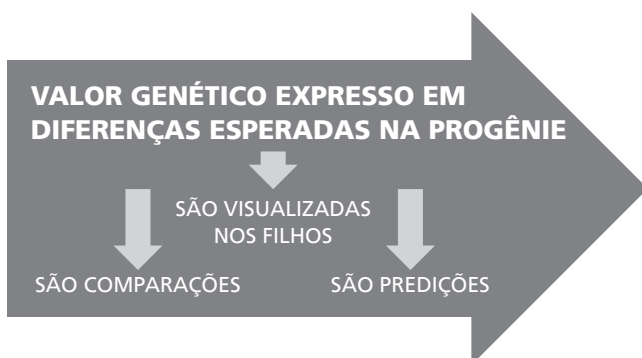 VALOR GENÉTICO EXPRESSO EM
DIFERENÇAS ESPERADAS NA PROGÊNIE
SÃO VISUALIZADAS
NOS FILHOS
SÃO COMPARAÇÕES
SÃO PREDIÇÕES